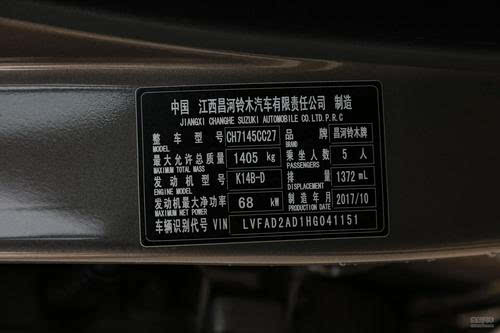 中国 江西昌河铃木汽车有限责任公司 制造
JIANGXI CHANGHE SUZUKI AUTOMOBILE CO.LTD.P.R.C
整车型号 CH7145CC27 品牌 昌河铃木牌
MODEL BRAND
最大允许总质量 1405 kg 乘坐人数 5 人
MAXIMUM TOTAL MASS PASSENGERS
发动机型号 K14B-D 排量 1372 mL
ENGINE MODEL DISPLACEMENT
发动机最大净功率 68 kW 制造年月 2017/10
MAXIMUM NET POWER PRODUCTION DATE
车辆识别代号 VIN LVFAD2AD1HG041151